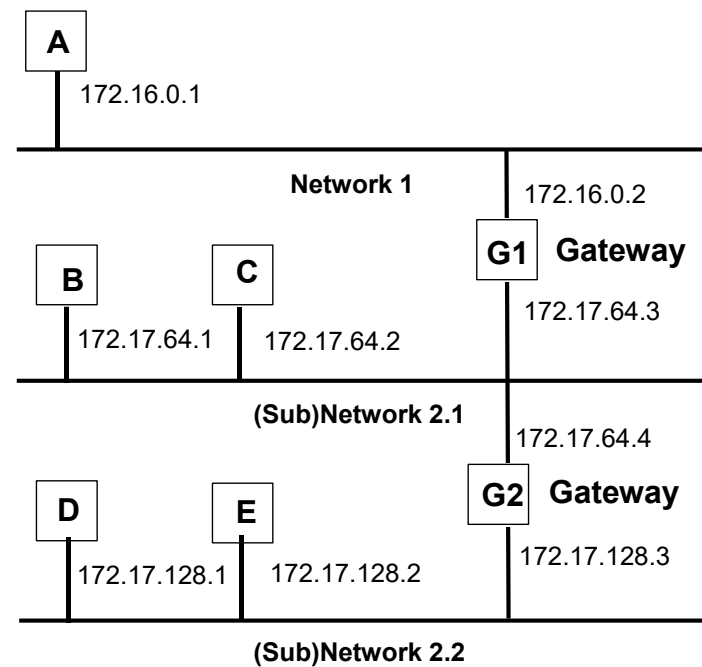 A
172.16.0.1
Network 1
172.16.0.2
G1 Gateway
B
C
172.17.64.3
172.17.64.1
172.17.64.2
(Sub)Network 2.1
172.17.64.4
G2 Gateway
D
E
172.17.128.3
172.17.128.1
172.17.128.2
(Sub)Network 2.2